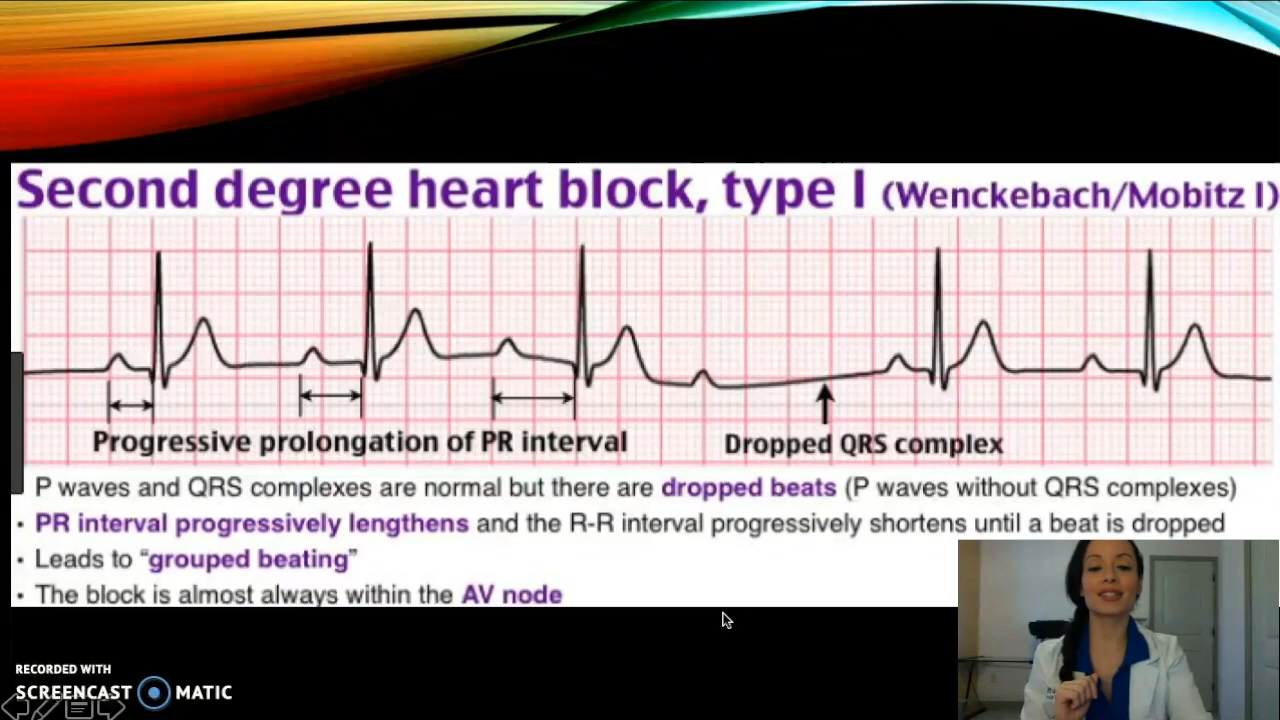 Second degree heart block, type I (Wenckebach/Mobitz I)
Progressive prolongation of PR interval
Dropped QRS complex
P waves and QRS complexes are normal but there are dropped beats (P waves without QRS complexes)
· PR interval progressively lengthens and the R-R interval progressively shortens until a beat is dropped
· Leads to “grouped beating”
· The block is almost always within the AV node
RECORDED WITH
SCREENCAST MATIC